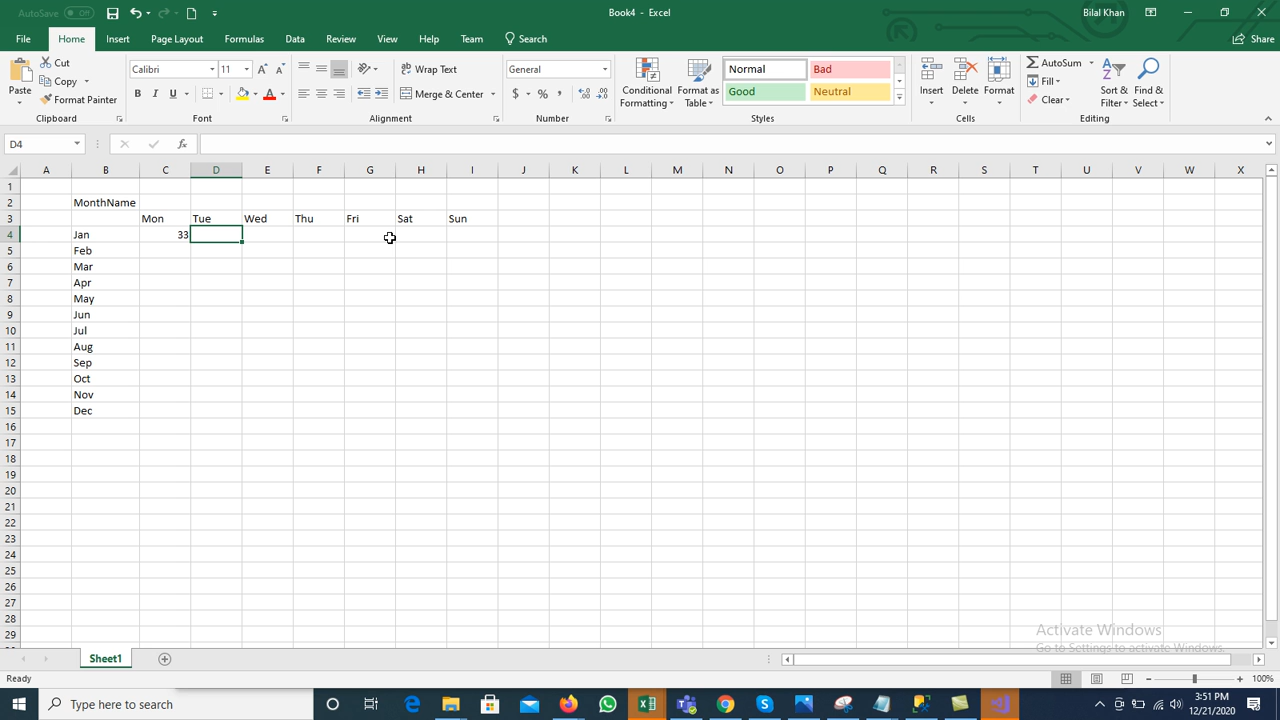 AutoSave Off
Book4 - Excel
Bilal Khan
File Home Insert Page Layout Formulas Data Review View Help Team Search Share
Paste
Cut
Copy
Format Painter
Clipboard
Calibri 11
B I U
Font
Wrap Text
Merge & Center
Alignment
General
$ % ,
Number
Conditional Formatting
Format as Table
Normal Bad
Good Neutral
Styles
Insert Delete Format
Cells
AutoSum
Fill
Clear
Sort & Filter
Find & Select
Editing
D4 fx
A B C D E F G H I J K L M N O P Q R S T U V W X
1
2 MonthName
3 Mon Tue Wed Thu Fri Sat Sun
4 Jan 33
5 Feb
6 Mar
7 Apr
8 May
9 Jun
10 Jul
11 Aug
12 Sep
13 Oct
14 Nov
15 Dec
16
17
18
19
20
21
22
23
24
25
26
27
28
29
Activate Windows
Go to Settings to activate Windows.
Sheet1
Ready
100%
Type here to search
3:51 PM
12/21/2020